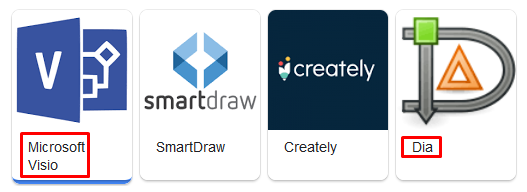 V
smartdraw
creately
Microsoft
Visio
SmartDraw
Creately
Dia